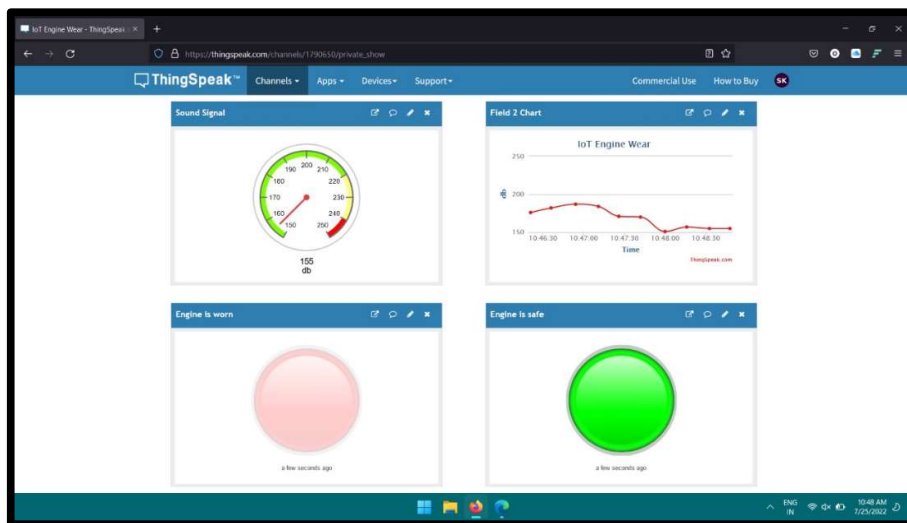 IoT Engine Wear - ThingSpeak
https://thingspeak.com/channels/1790650/private_show
ThingSpeak™ Channels Apps Devices Support Commercial Use How to Buy SK
Sound Signal
150 160 170 180 190 200 210 220 230 240 250
155
db
Field 2 Chart
IoT Engine Wear
250
200
150
db
10:46:30 10:47:00 10:47:30 10:48:00 10:48:30
Time
ThingSpeak.com
Engine is worn
a few seconds ago
Engine is safe
a few seconds ago
ENG
IN
10:48 AM
7/25/2022